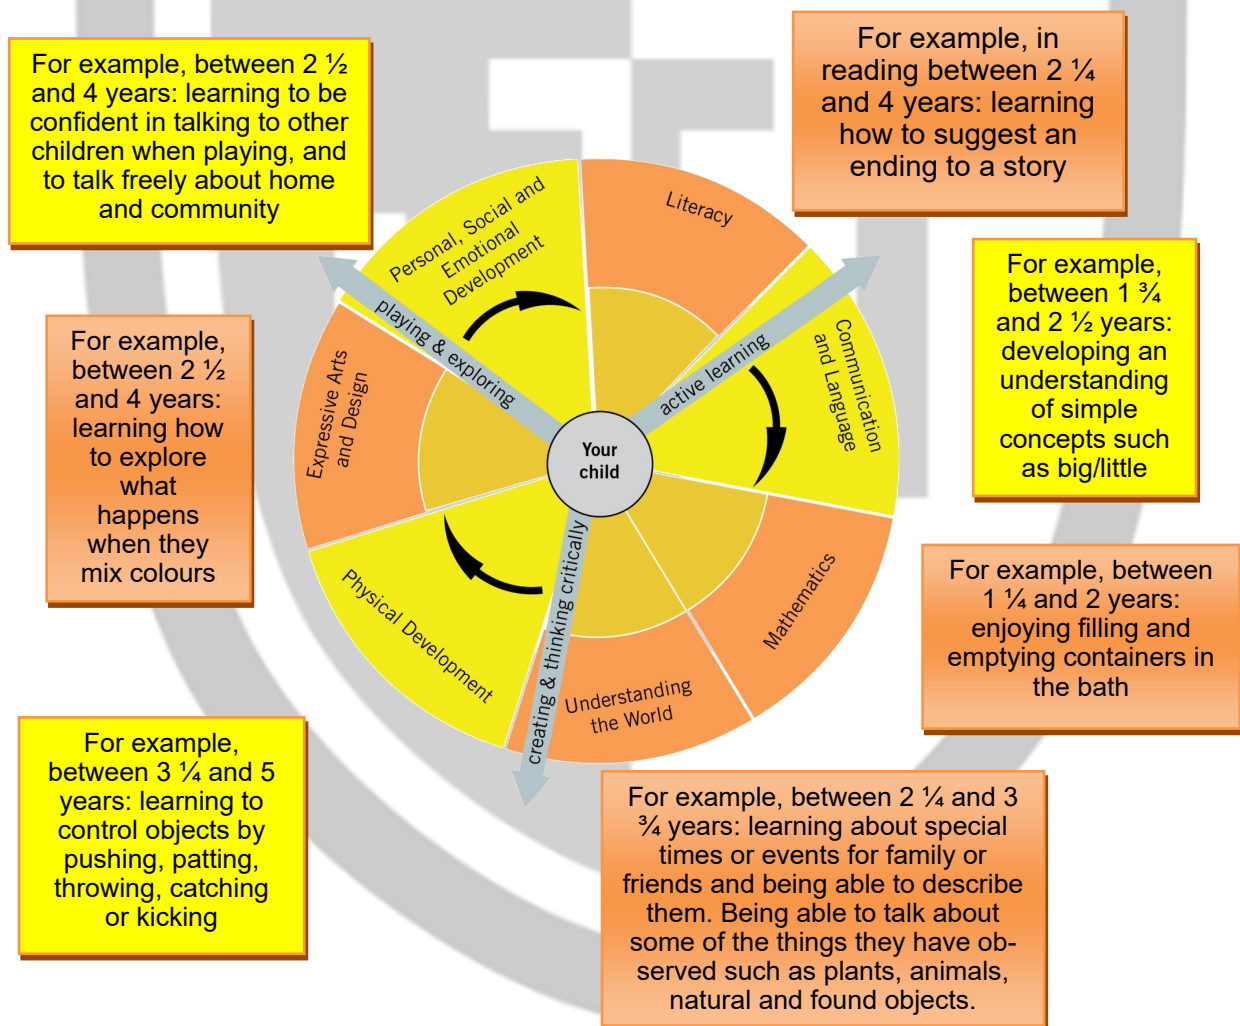 For example, between 2 ½
and 4 years: learning to be
confident in talking to other
children when playing, and
to talk freely about home
and community
For example, in
reading between 2 ¼
and 4 years: learning
how to suggest an
ending to a story
For example,
between 1 ¾
and 2 ½ years:
developing an
understanding
of simple
concepts such
as big/little
For example,
between 2 ½
and 4 years:
learning how
to explore
what
happens
when they
mix colours
For example, between
1 ¼ and 2 years:
enjoying filling and
emptying containers in
the bath
For example,
between 3 ¼ and 5
years: learning to
control objects by
pushing, patting,
throwing, catching
or kicking
For example, between 2 ¼ and 3
¾ years: learning about special
times or events for family or
friends and being able to describe
them. Being able to talk about
some of the things they have ob-
served such as plants, animals,
natural and found objects.
Personal, Social and
Emotional
Development
Literacy
Communication
and Language
Mathematics
Understanding
the World
Physical Development
Expressive Arts
and Design
playing & exploring
active learning
creating & thinking critically
Your
child